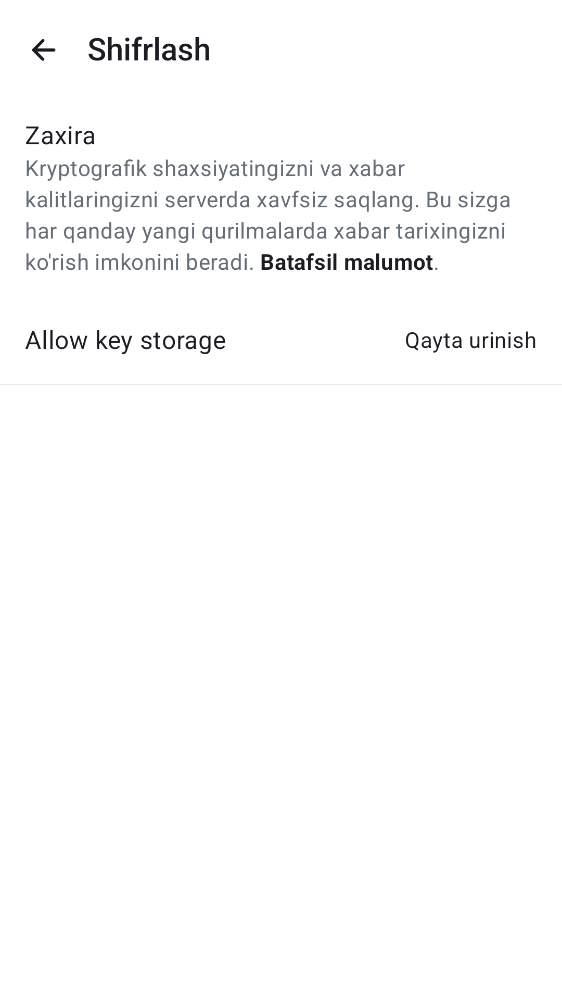 Shifrlash
Zaxira
Kryptografik shaxsiyatingizni va xabar
kalitlaringizni serverda xavfsiz saqlang. Bu sizga
har qanday yangi qurilmalarda xabar tarixingizni
ko'rish imkonini beradi. Batafsil malumot.
Allow key storage Qayta urinish